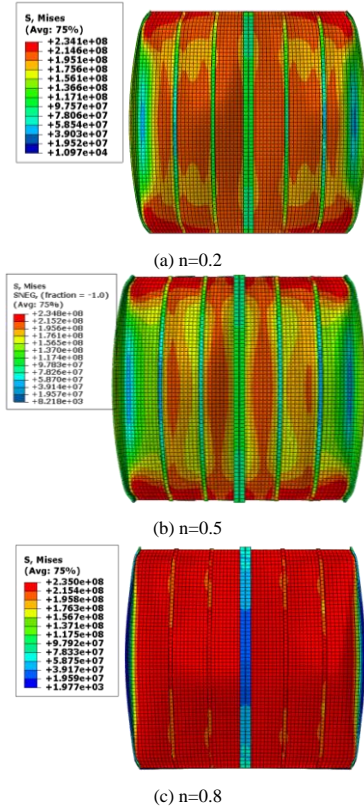 S, Mises
(Avg: 75%)
+2.341e+08
+2.146e+08
+1.951e+08
+1.756e+08
+1.561e+08
+1.366e+08
+1.171e+08
+9.757e+07
+7.806e+07
+5.854e+07
+3.903e+07
+1.952e+07
+1.097e+04
(a) n=0.2
S, Mises
SNEG, (fraction = -1.0)
(Avg: 75%)
+2.348e+08
+2.152e+08
+1.956e+08
+1.761e+08
+1.565e+08
+1.370e+08
+1.174e+08
+9.783e+07
+7.826e+07
+5.870e+07
+3.914e+07
+1.957e+07
+8.218e+03
(b) n=0.5
S, Mises
(Avg: 75%)
+2.350e+08
+2.154e+08
+1.958e+08
+1.763e+08
+1.567e+08
+1.371e+08
+1.175e+08
+9.792e+07
+7.833e+07
+5.875e+07
+3.917e+07
+1.959e+07
+1.977e+03
(c) n=0.8